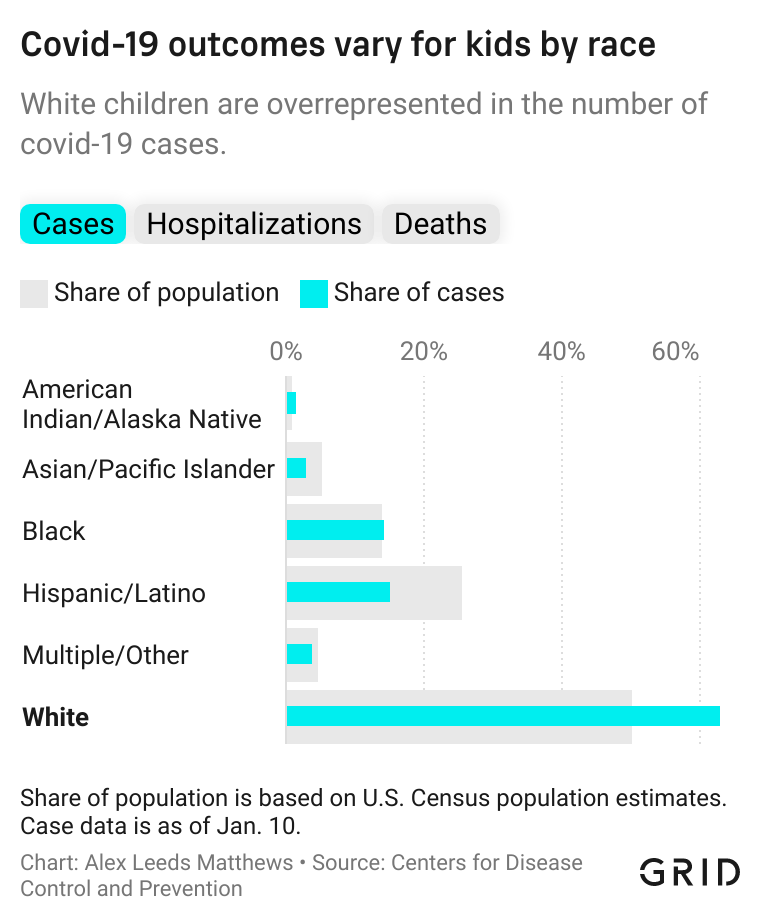 Covid-19 outcomes vary for kids by race
White children are overrepresented in the number of
covid-19 cases.
Cases Hospitalizations Deaths
Share of population Share of cases
0% 20% 40% 60%
American
Indian/Alaska Native
Asian/Pacific Islander
Black
Hispanic/Latino
Multiple/Other
White
Share of population is based on U.S. Census population estimates.
Case data is as of Jan. 10.
Chart: Alex Leeds Matthews • Source: Centers for Disease
Control and Prevention
GRID